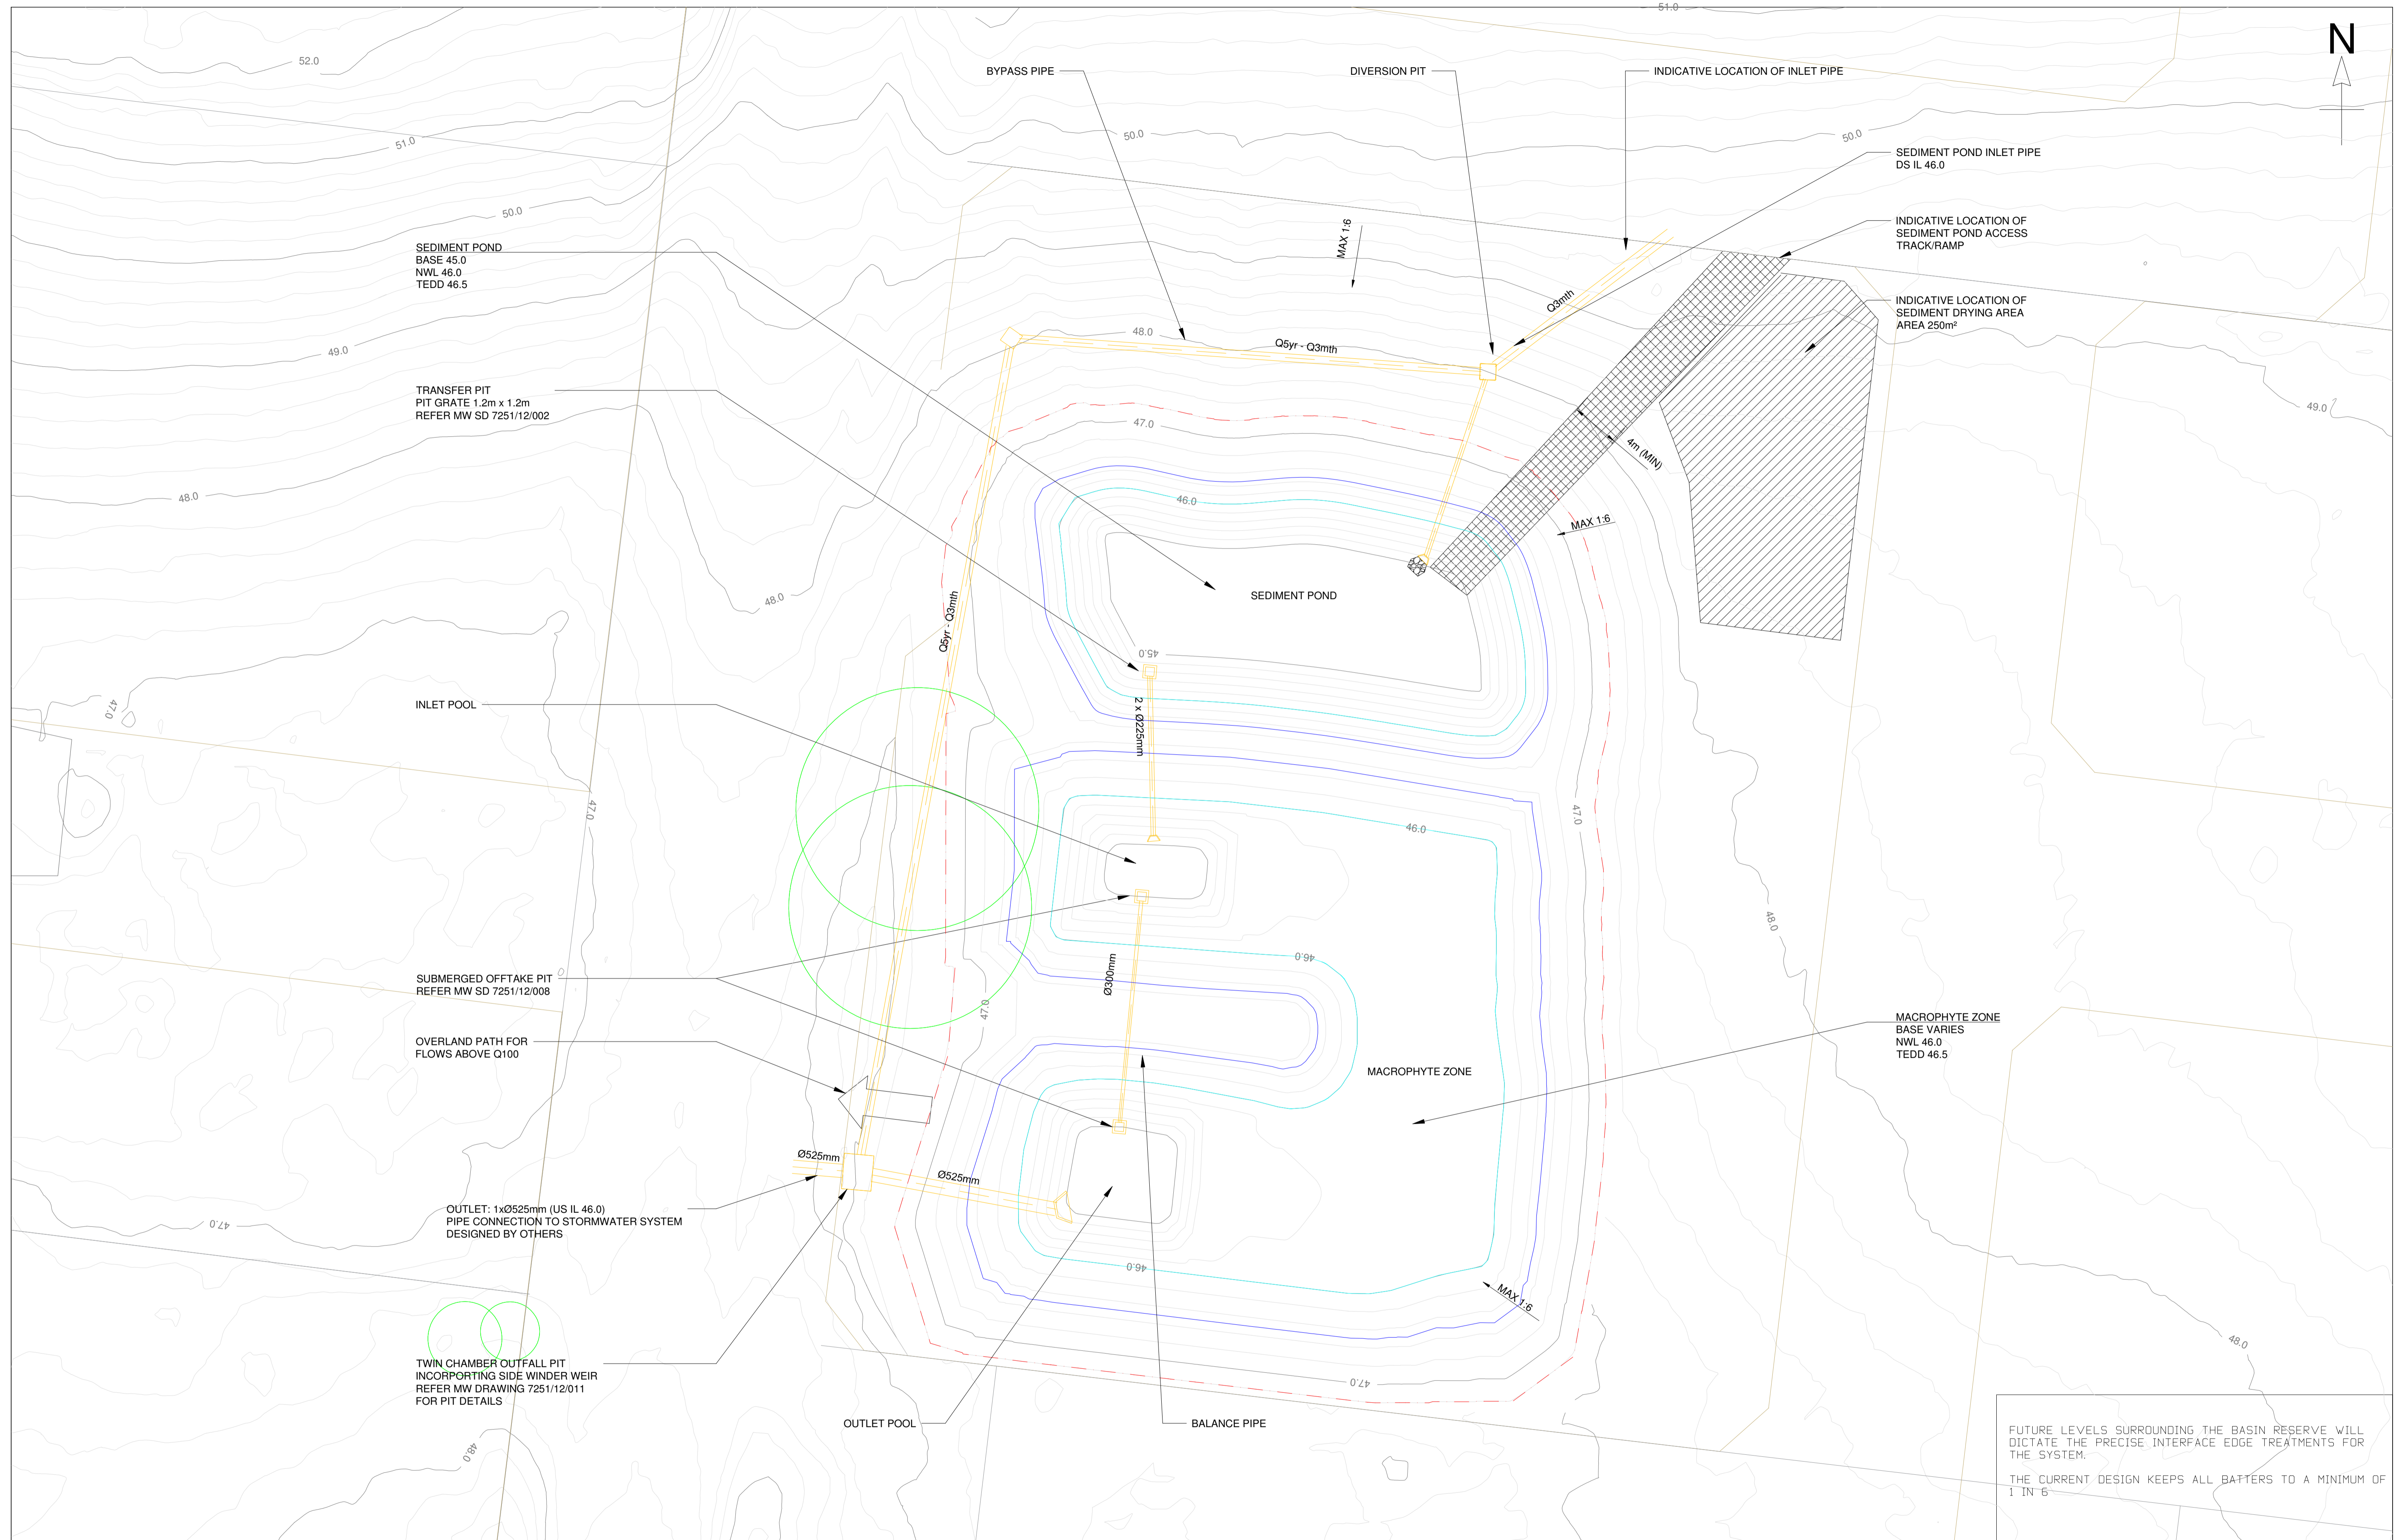 51.0
N
52.0
BYPASS PIPE
DIVERSION PIT
INDICATIVE LOCATION OF INLET PIPE
50.0
50.0
51.0
SEDIMENT POND INLET PIPE
DS IL 46.0
50.0
INDICATIVE LOCATION OF
SEDIMENT POND ACCESS
TRACK/RAMP
MAX 1:6
SEDIMENT POND
BASE 45.0
NWL 46.0
TEDD 46.5
Q3mth
INDICATIVE LOCATION OF
SEDIMENT DRYING AREA
AREA 250m²
48.0
Q5yr - Q3mth
49.0
TRANSFER PIT
PIT GRATE 1.2m x 1.2m
REFER MW SD 7251/12/002
49.0
47.0
4m (MIN)
48.0
46.0
MAX 1:6
SEDIMENT POND
48.0
Q5yr - Q3mth
45.0
INLET POOL
47.0
2 x Ø225mm
47.0
47.0
46.0
48.0
46.0
SUBMERGED OFFTAKE PIT
REFER MW SD 7251/12/008
Ø300mm
47.0
MACROPHYTE ZONE
BASE VARIES
NWL 46.0
TEDD 46.5
OVERLAND PATH FOR
FLOWS ABOVE Q100
MACROPHYTE ZONE
Ø525mm
Ø525mm
OUTLET: 1xØ525mm (US IL 46.0)
PIPE CONNECTION TO STORMWATER SYSTEM
DESIGNED BY OTHERS
47.0
46.0
MAX 1:6
48.0
TWIN CHAMBER OUTFALL PIT
INCORPORTING SIDE WINDER WEIR
REFER MW DRAWING 7251/12/011
FOR PIT DETAILS
47.0
OUTLET POOL
BALANCE PIPE
48.0
FUTURE LEVELS SURROUNDING THE BASIN RESERVE WILL
DICTATE THE PRECISE INTERFACE EDGE TREATMENTS FOR
THE SYSTEM.
THE CURRENT DESIGN KEEPS ALL BATTERS TO A MINIMUM OF
1 IN 6